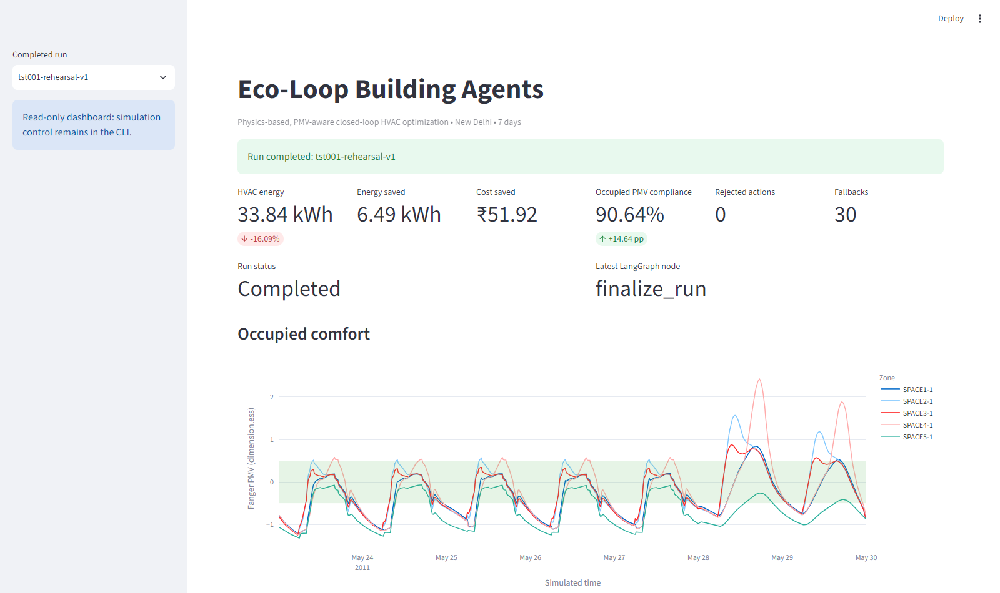 Deploy
Completed run
tst001-rehearsal-v1
Read-only dashboard: simulation
control remains in the CLI.
Eco-Loop Building Agents
Physics-based, PMV-aware closed-loop HVAC optimization • New Delhi • 7 days
Run completed: tst001-rehearsal-v1
HVAC energy
33.84 kWh
↓ -16.09%
Energy saved
6.49 kWh
Cost saved
₹51.92
Occupied PMV compliance
90.64%
↑ +14.64 pp
Rejected actions
0
Fallbacks
30
Run status
Completed
Latest LangGraph node
finalize_run
Occupied comfort
Fanger PMV (dimensionless)
2
1
0
−1
May 24
2011
May 25
May 26
May 27
May 28
May 29
May 30
Simulated time
Zone
SPACE1-1
SPACE2-1
SPACE3-1
SPACE4-1
SPACE5-1